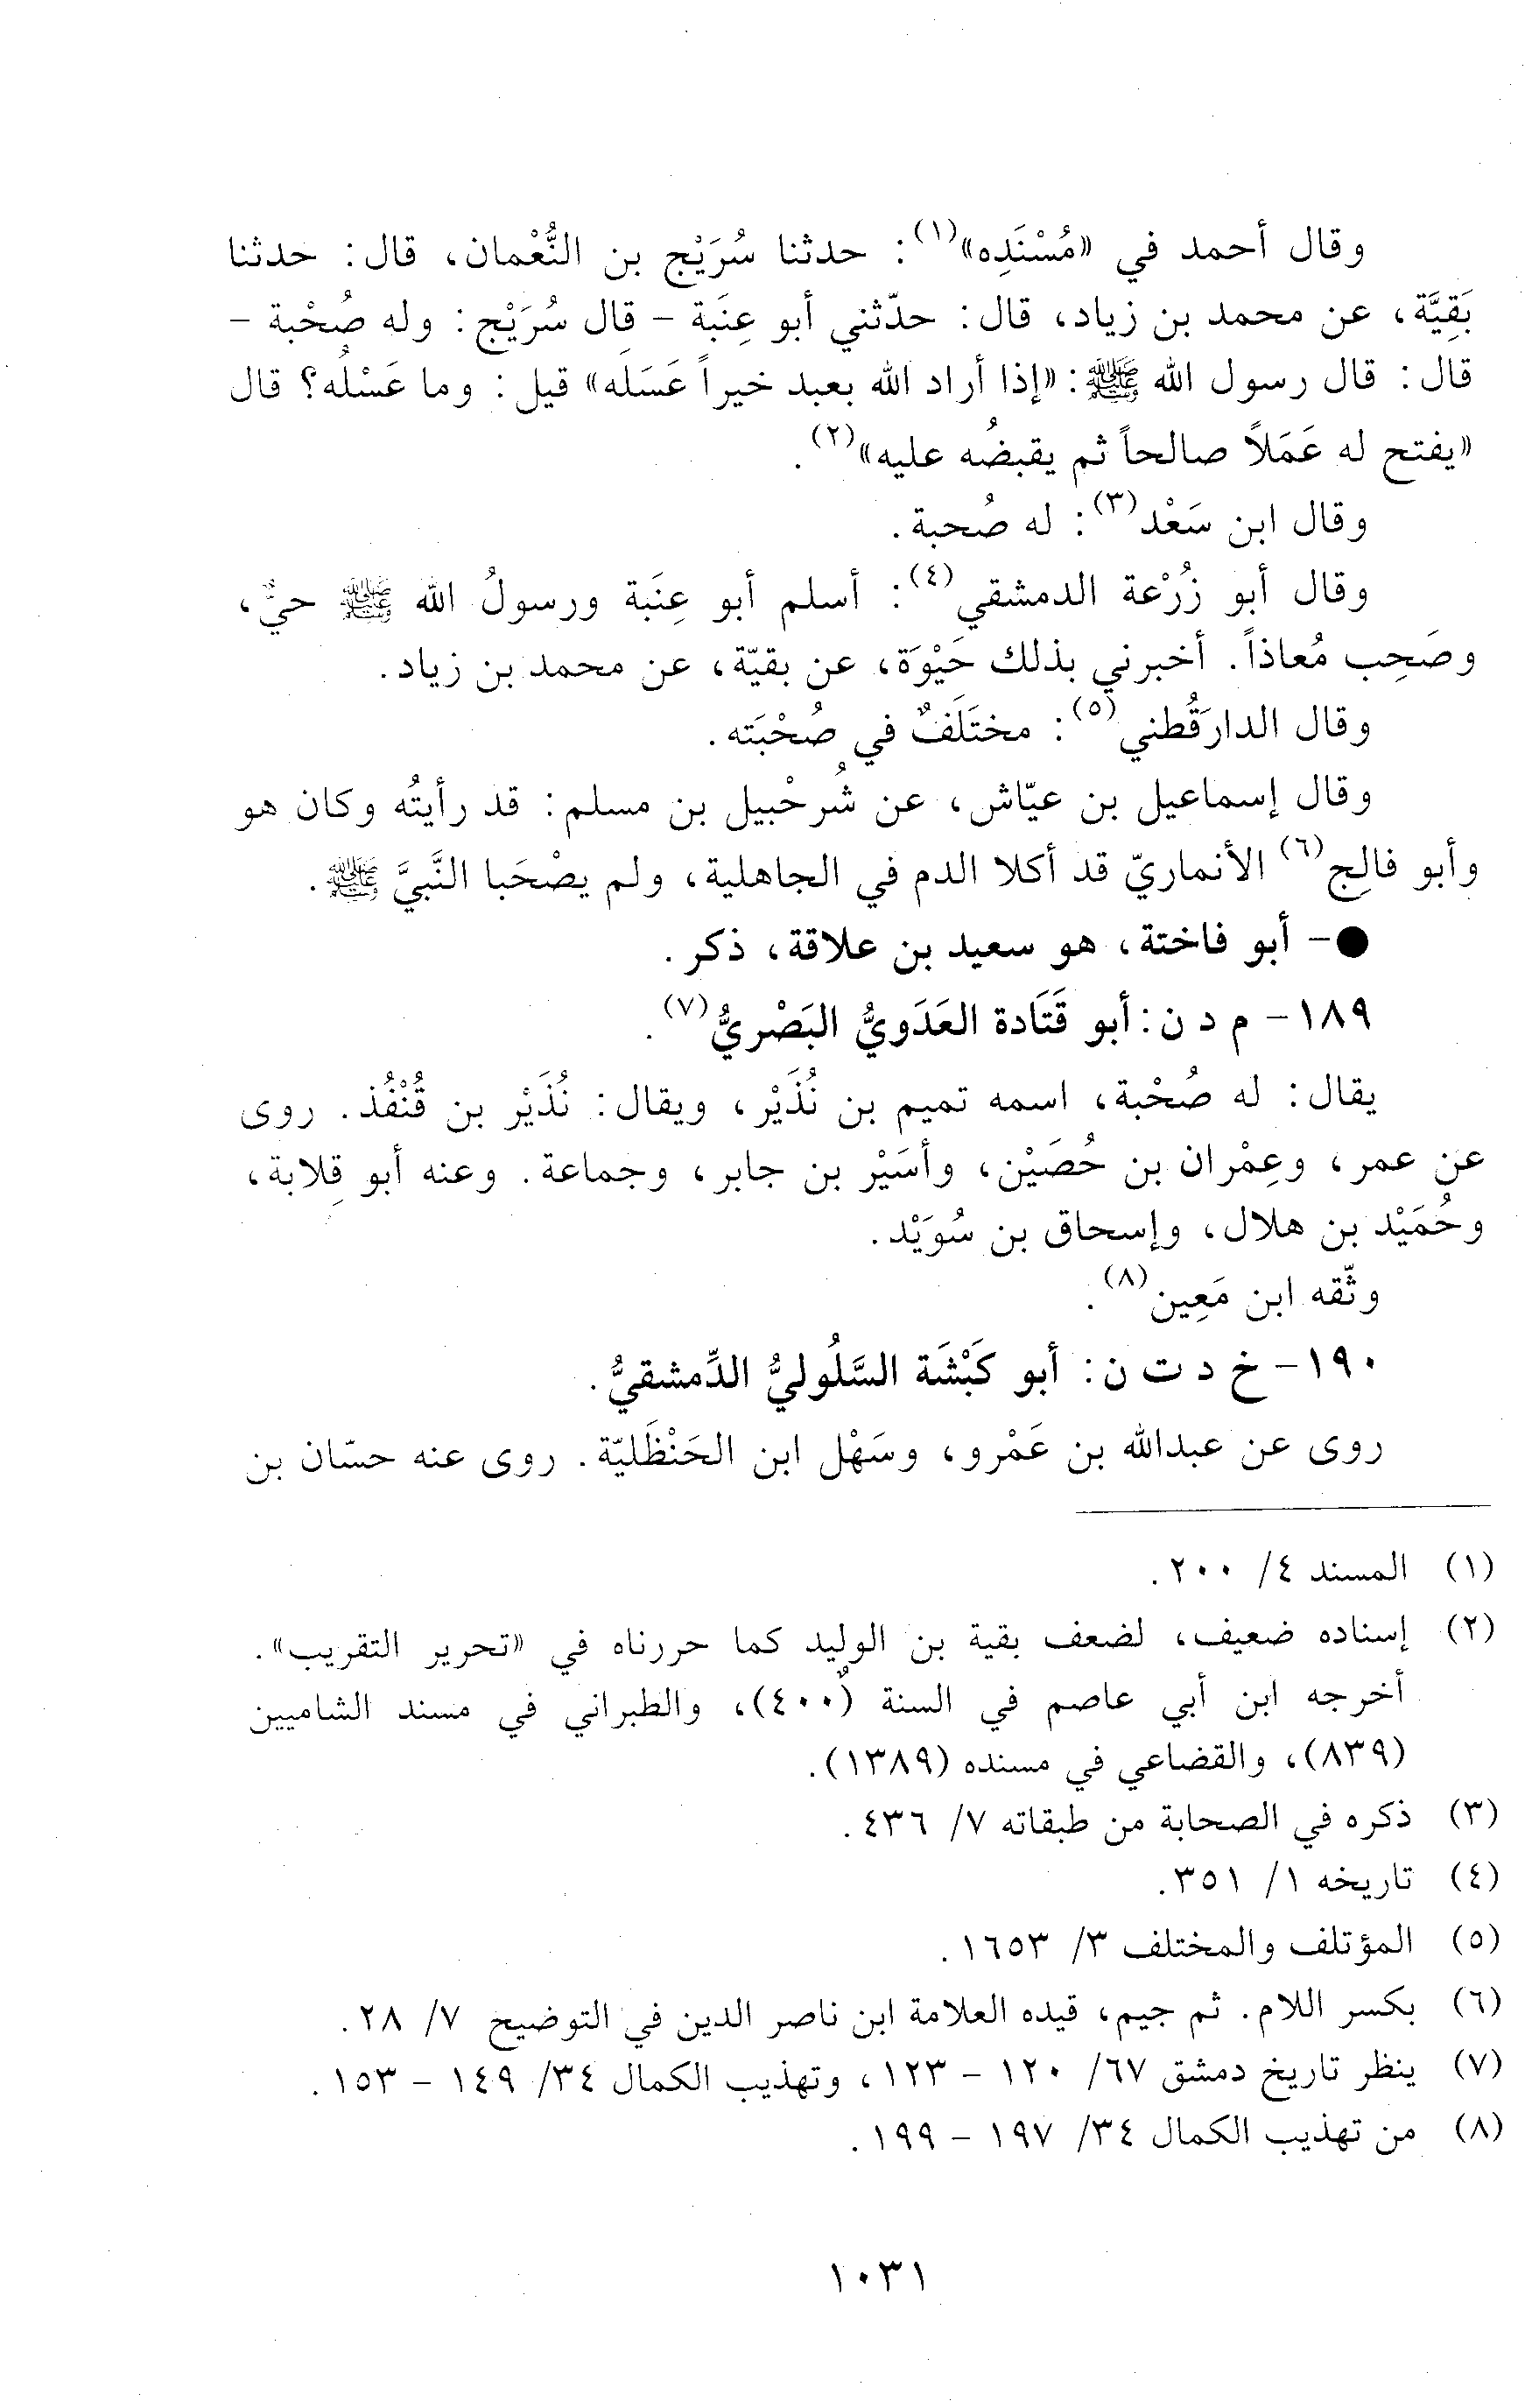 وقال أحمد في «مُسْنَدِه»(١): حدثنا سُرَيْج بن النُّعْمان، قال: حدثنا
بَقِيَّة، عن محمد بن زياد، قال: حدّثني أبو عِنَبة – قال سُرَيْج: وله صُحْبة –
قال: قال رسول الله ﷺ: «إذا أراد الله بعبد خيراً عَسَلَه» قيل: وما عَسْلُه؟ قال
«يفتح له عَمَلاً صالحاً ثم يقبضُه عليه»(٢).
وقال ابن سَعْد(٣): له صُحبة.
وقال أبو زُرْعة الدمشقي(٤): أسلم أبو عِنَبة ورسولُ الله ﷺ حيٌّ،
وصَحِب مُعاذاً. أخبرني بذلك حَيْوَة، عن بقيّة، عن محمد بن زياد.
وقال الدارَقُطني(٥): مختَلَفٌ في صُحْبَته.
وقال إسماعيل بن عيّاش، عن شُرحْبيل بن مسلم: قد رأيتُه وكان هو
وأبو فالِج(٦) الأنماريّ قد أكلا الدم في الجاهلية، ولم يصْحَبا النَّبيَّ ﷺ.
● – أبو فاختة، هو سعيد بن علاقة، ذكر.
١٨٩ – م د ن: أبو قَتَادة العَدَويُّ البَصْريُّ(٧).
يقال: له صُحْبة، اسمه تميم بن نُذَيْر، ويقال: نُذَيْر بن قُنْفُذ. روى
عن عمر، وعِمْران بن حُصَيْن، وأسَيْر بن جابر، وجماعة. وعنه أبو قِلابة،
وحُمَيْد بن هلال، وإسحاق بن سُوَيْد.
وثّقه ابن مَعِين(٨).
١٩٠ – خ د ت ن: أبو كَبْشَة السَّلُوليُّ الدِّمشقيُّ.
روى عن عبدالله بن عَمْرو، وسَهْل ابن الحَنْظَليّة. روى عنه حسّان بن
(١) المسند ٤/ ٢٠٠.
(٢) إسناده ضعيف، لضعف بقية بن الوليد كما حررناه في «تحرير التقريب».
أخرجه ابن أبي عاصم في السنة (٤٠٠)، والطبراني في مسند الشاميين
(٨٣٩)، والقضاعي في مسنده (١٣٨٩).
(٣) ذكره في الصحابة من طبقاته ٧/ ٤٣٦.
(٤) تاريخه ١/ ٣٥١.
(٥) المؤتلف والمختلف ٣/ ١٦٥٣.
(٦) بكسر اللام. ثم جيم، قيده العلامة ابن ناصر الدين في التوضيح ٧/ ٢٨.
(٧) ينظر تاريخ دمشق ٦٧/ ١٢٠ – ١٢٣، وتهذيب الكمال ٣٤/ ١٤٩ – ١٥٣.
(٨) من تهذيب الكمال ٣٤/ ١٩٧ – ١٩٩.
١٠٣١